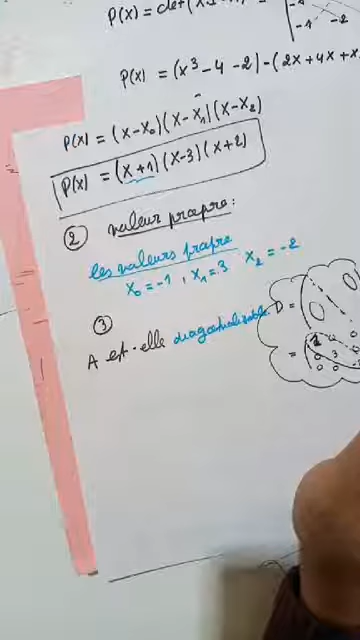 P(x) = det(
P(x) = (x³ - 4 - 2) - (2x + 4x + x
P(x) = (x - x₀)(x - x₁)(x - x₂)
P(x) = (x + 1)(x - 3)(x + 2)
② valeur propre :
les valeurs propre
x₀ = -1 , x₁ = 3 x₂ = -2
③
A est-elle diagonalisable
D =